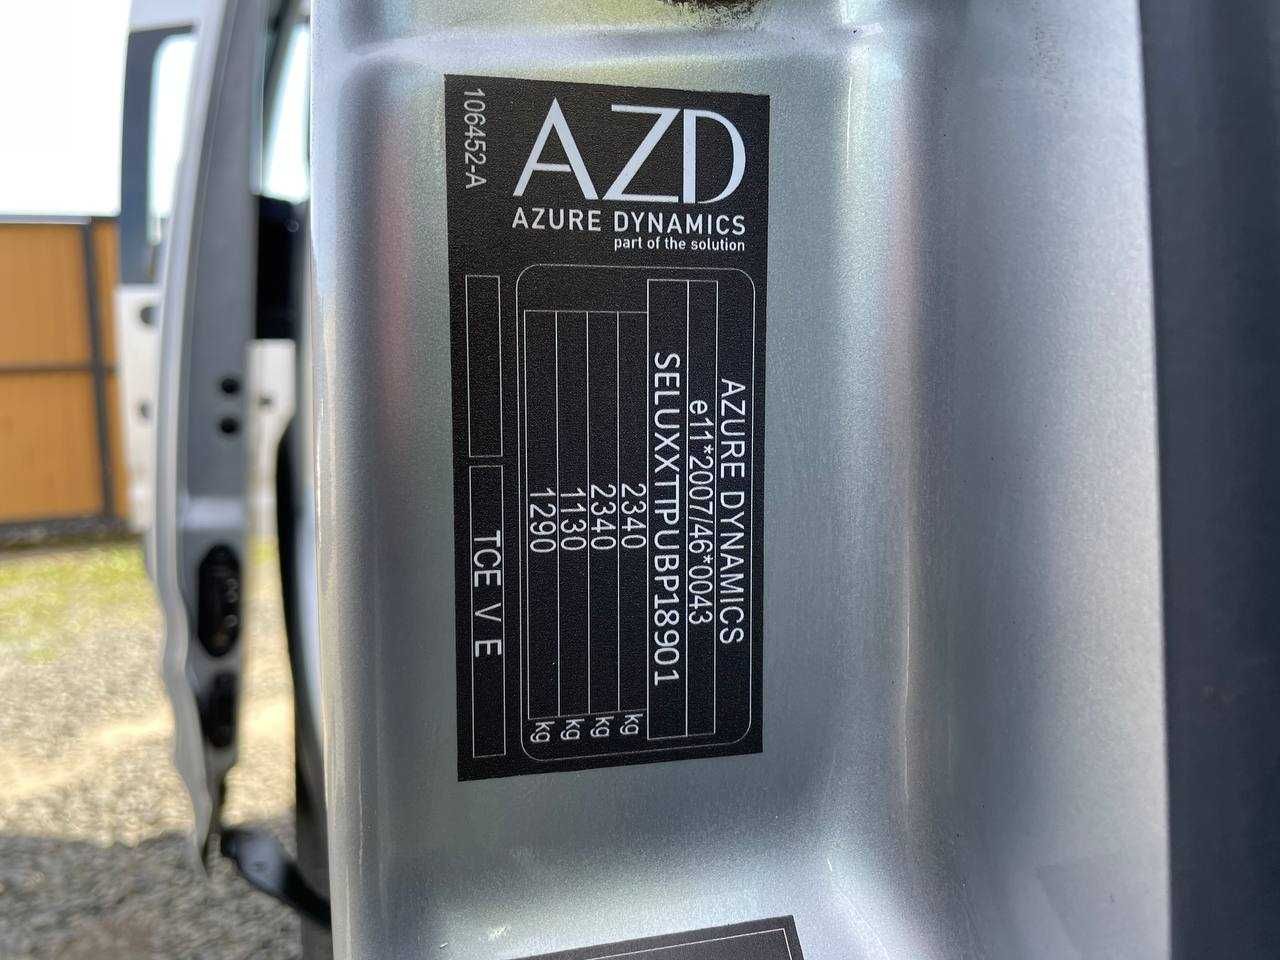 106452-A
AZD
AZURE DYNAMICS
part of the solution
AZURE DYNAMICS
e11*2007/46*0043
SELUXXTTPUBP18901
2340 kg
2340 kg
1130 kg
1290 kg
TCE V E